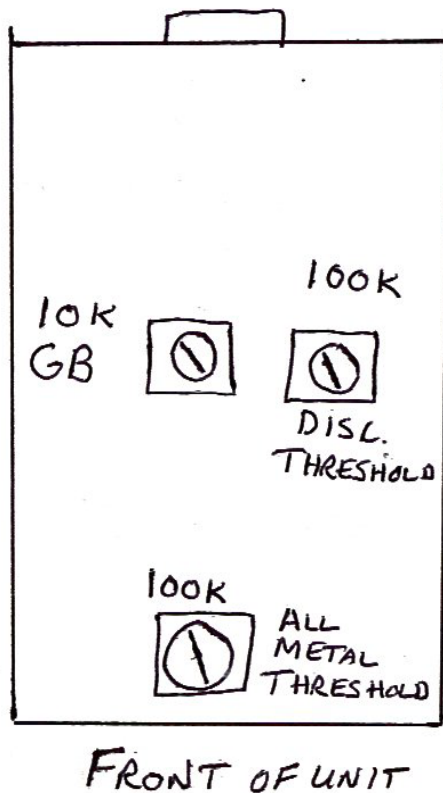 100K
10K
GB
DISC.
THRESHOLD
100K
ALL
METAL
THRESHOLD
FRONT OF UNIT